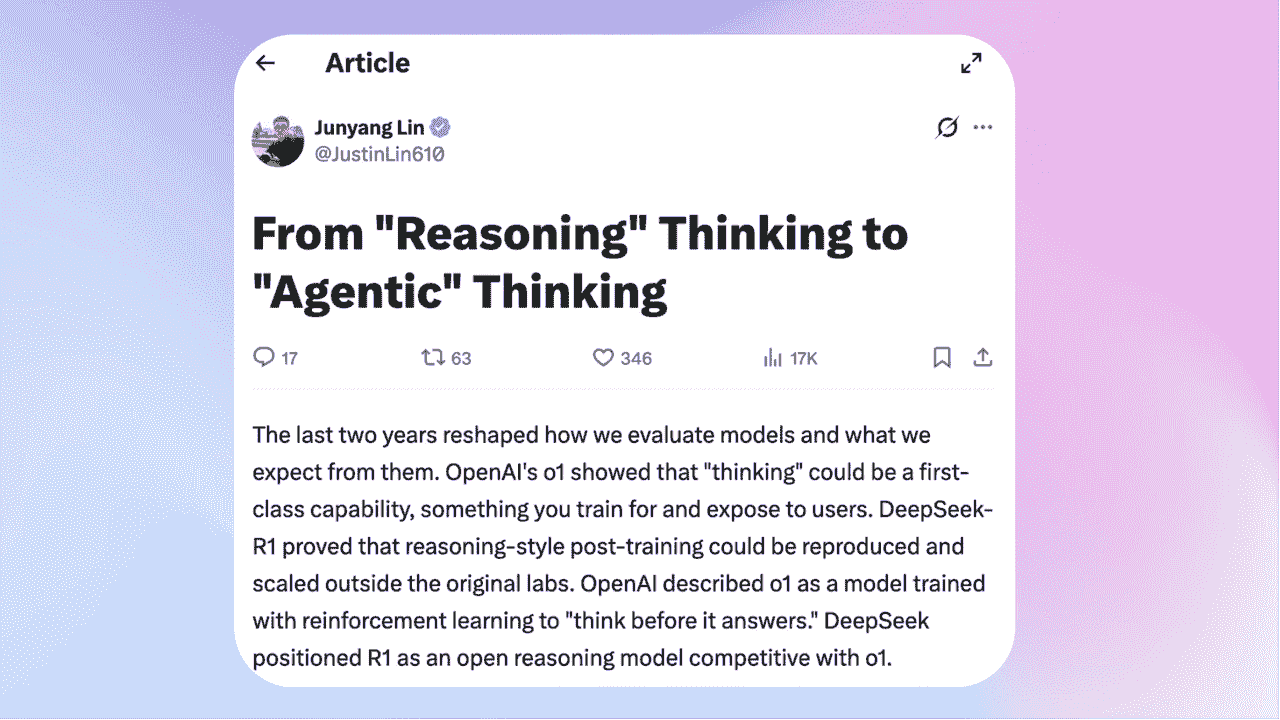 Article
Junyang Lin
@JustinLin610
From "Reasoning" Thinking to
"Agentic" Thinking
17 63 346 17K
The last two years reshaped how we evaluate models and what we
expect from them. OpenAI's o1 showed that "thinking" could be a first-
class capability, something you train for and expose to users. DeepSeek-
R1 proved that reasoning-style post-training could be reproduced and
scaled outside the original labs. OpenAI described o1 as a model trained
with reinforcement learning to "think before it answers." DeepSeek
positioned R1 as an open reasoning model competitive with o1.